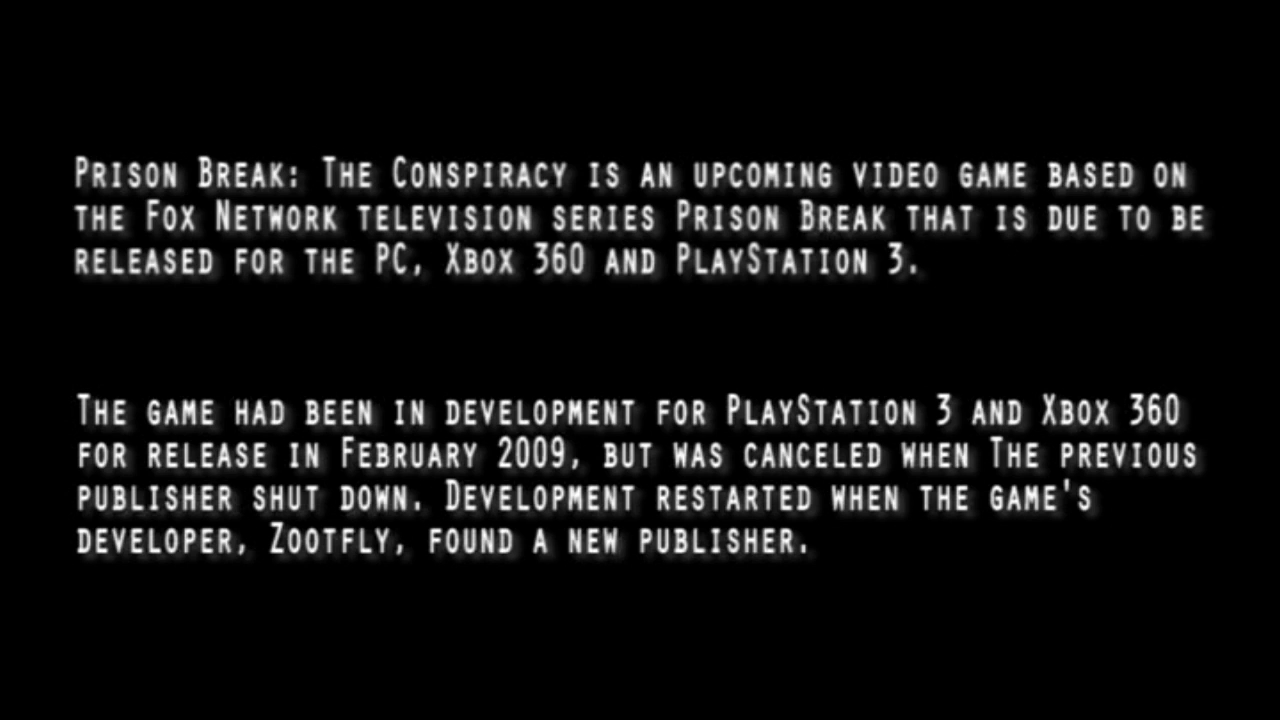 Prison Break: The Conspiracy is an upcoming video game based on
the Fox Network television series Prison Break that is due to be
released for the PC, Xbox 360 and PlayStation 3.
The game had been in development for PlayStation 3 and Xbox 360
for release in February 2009, but was canceled when The previous
publisher shut down. Development restarted when the game's
developer, Zootfly, found a new publisher.